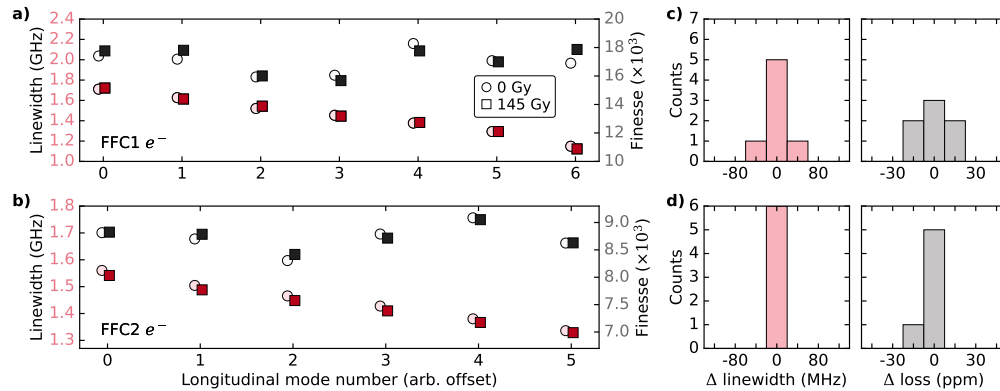 a)
2.4
2.2
2.0
1.8
1.6
1.4
1.2
1.0
Linewidth (GHz)
0 1 2 3 4 5 6
FFC1 e⁻
0 Gy
145 Gy
20
18
16
14
12
10
Finesse (×10³)
b)
1.8
1.7
1.6
1.5
1.4
1.3
Linewidth (GHz)
0 1 2 3 4 5
FFC2 e⁻
9.0
8.5
8.0
7.5
7.0
Finesse (×10³)
Longitudinal mode number (arb. offset)
c)
7
6
5
4
3
2
1
0
Counts
-80 0 80
-30 0 30
d)
6
5
4
3
2
1
0
Counts
-80 0 80
Δ linewidth (MHz)
-30 0 30
Δ loss (ppm)